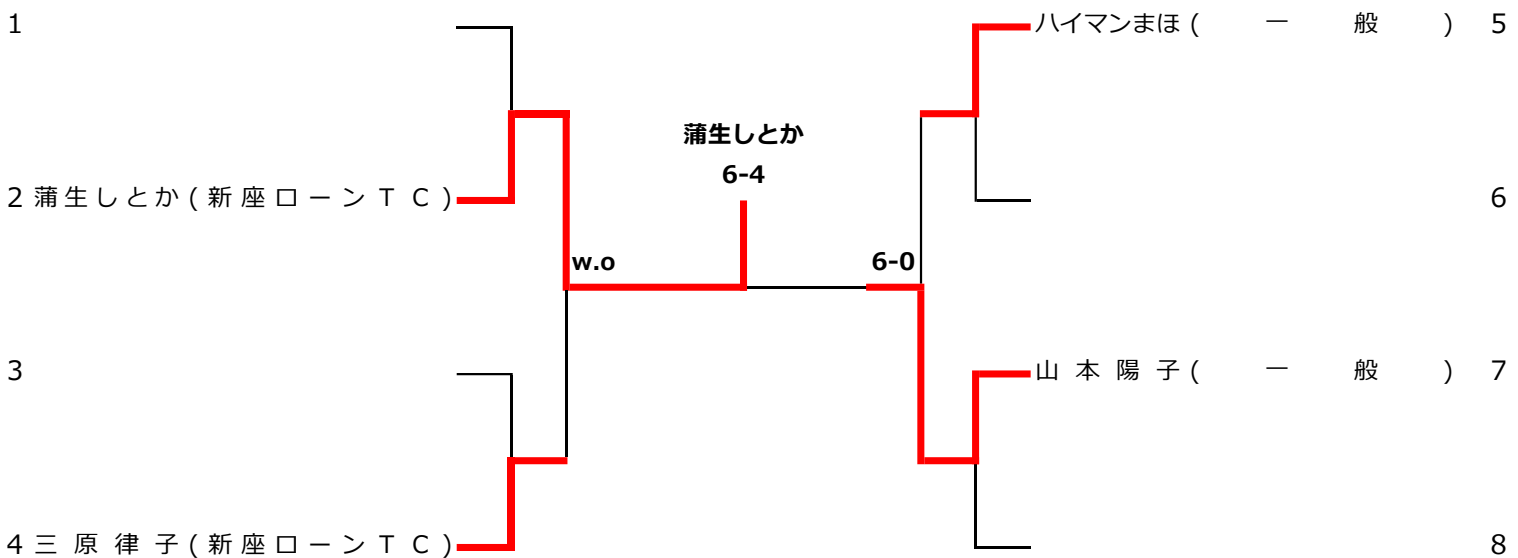 1
ハイマンまほ ( 一 般 ) 5
蒲生しとか
6-4
2 蒲生しとか(新座ローンTC)
6
w.o
6-0
3
山本陽子( 一 般 ) 7
4 三原律子(新座ローンTC)
8